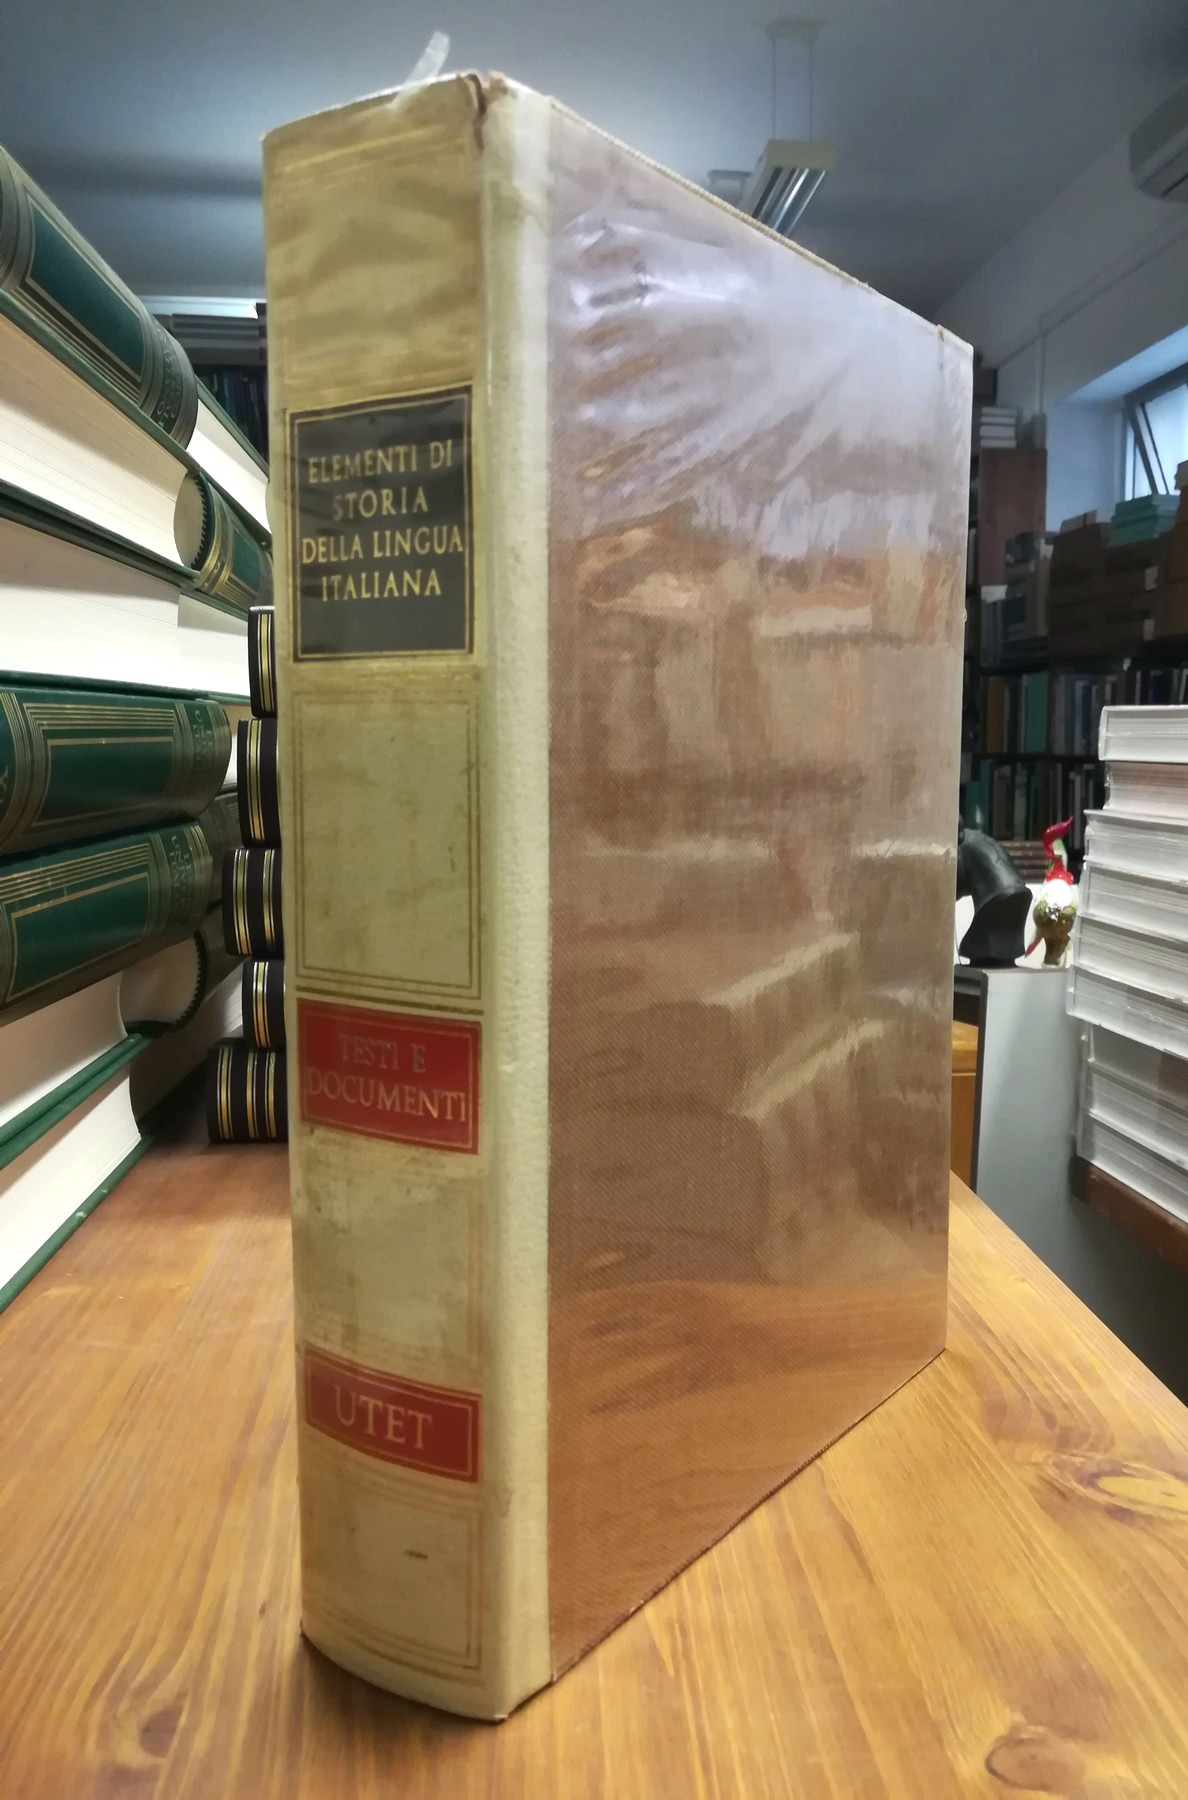 ELEMENTI DI
STORIA
DELLA LINGUA
ITALIANA
TESTI E
DOCUMENTI
UTET